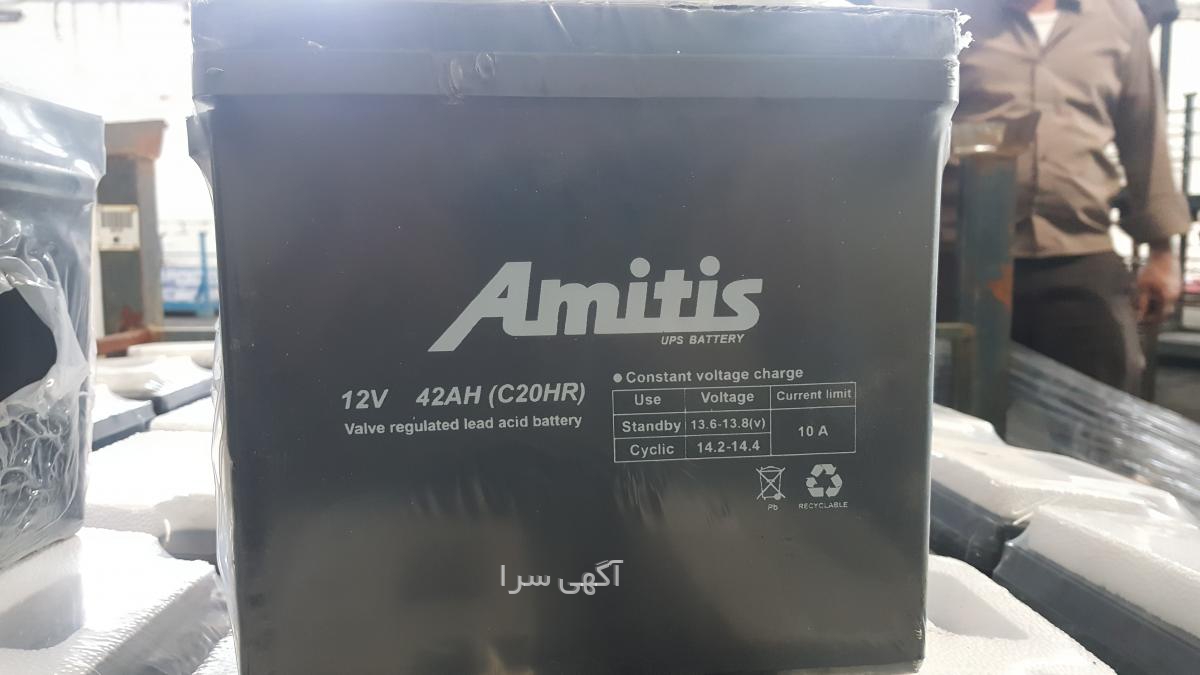 Amitis
UPS BATTERY
12V 42AH (C20HR)
Valve regulated lead acid battery
● Constant voltage charge
Use Voltage Current limit
Standby 13.6-13.8(v) 10 A
Cyclic 14.2-14.4
Pb RECYCLABLE
آگهی سرا